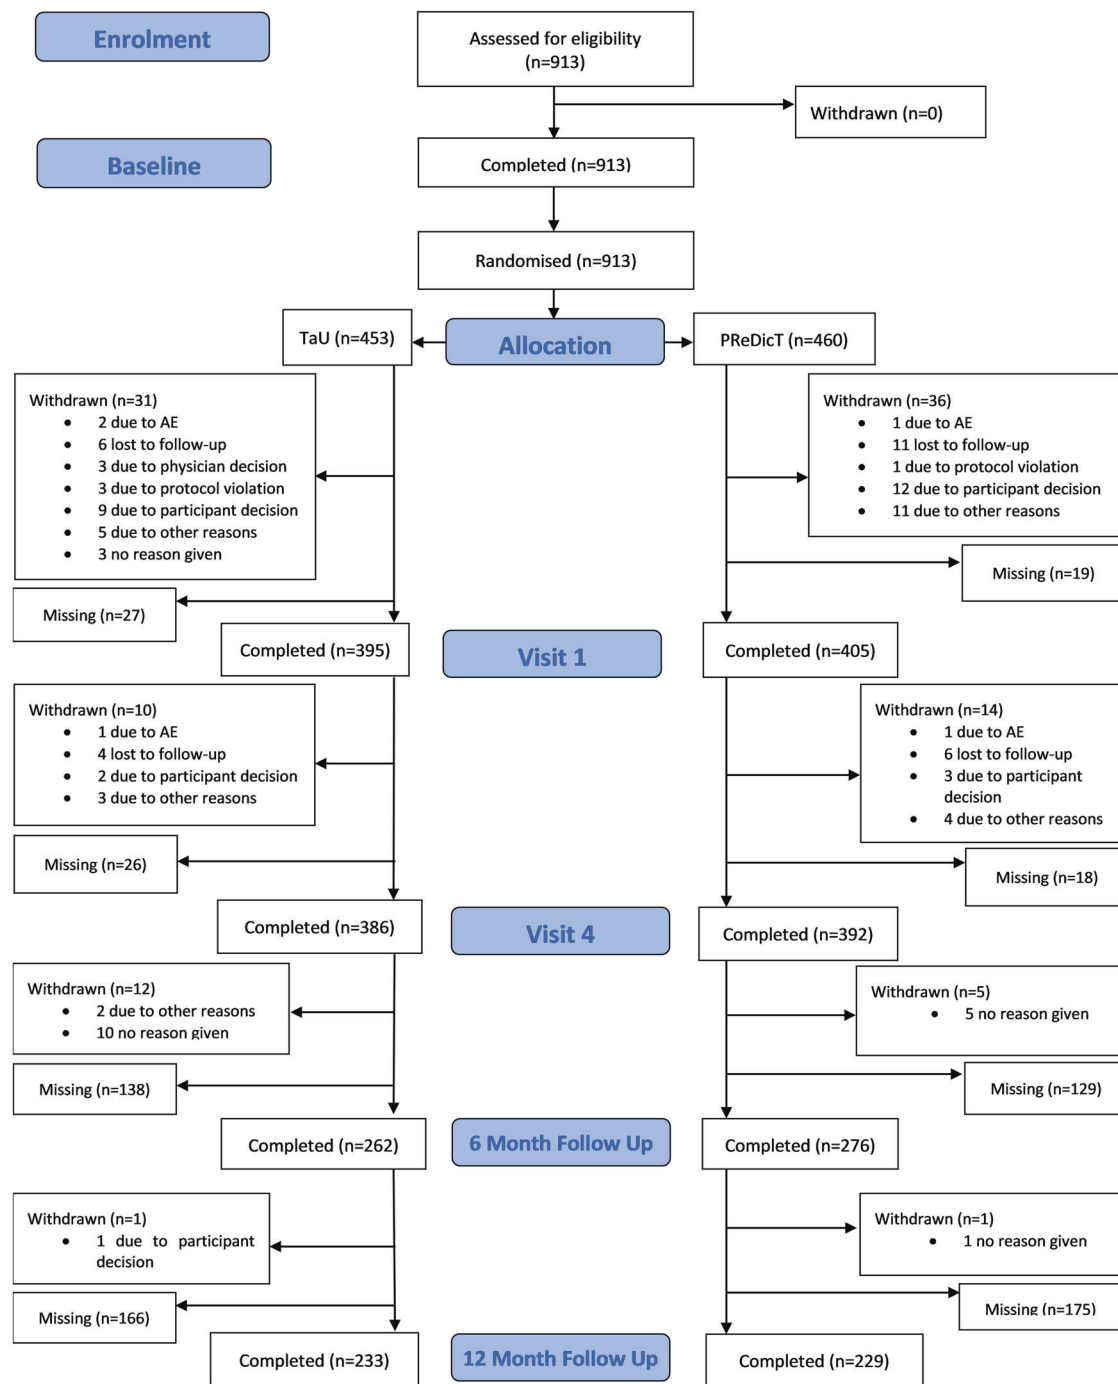 Enrolment
Assessed for eligibility
(n=913)
Withdrawn (n=0)
Baseline
Completed (n=913)
Randomised (n=913)
TaU (n=453)
Allocation
PReDicT (n=460)
Withdrawn (n=31)
• 2 due to AE
• 6 lost to follow-up
• 3 due to physician decision
• 3 due to protocol violation
• 9 due to participant decision
• 5 due to other reasons
• 3 no reason given
Withdrawn (n=36)
• 1 due to AE
• 11 lost to follow-up
• 1 due to protocol violation
• 12 due to participant decision
• 11 due to other reasons
Missing (n=27)
Missing (n=19)
Completed (n=395)
Visit 1
Completed (n=405)
Withdrawn (n=10)
• 1 due to AE
• 4 lost to follow-up
• 2 due to participant decision
• 3 due to other reasons
Withdrawn (n=14)
• 1 due to AE
• 6 lost to follow-up
• 3 due to participant
decision
• 4 due to other reasons
Missing (n=26)
Missing (n=18)
Completed (n=386)
Visit 4
Completed (n=392)
Withdrawn (n=12)
• 2 due to other reasons
• 10 no reason given
Withdrawn (n=5)
• 5 no reason given
Missing (n=138)
Missing (n=129)
Completed (n=262)
6 Month Follow Up
Completed (n=276)
Withdrawn (n=1)
• 1 due to participant
decision
Withdrawn (n=1)
• 1 no reason given
Missing (n=166)
Missing (n=175)
Completed (n=233)
12 Month Follow Up
Completed (n=229)